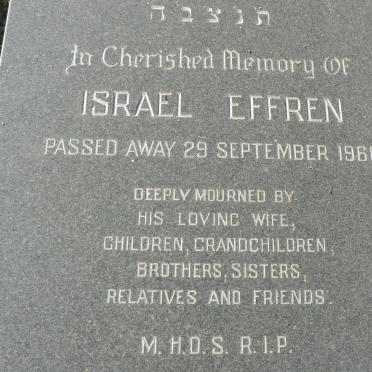 תנצבה
In Cherished Memory Of
ISRAEL EFFREN
PASSED AWAY 29 SEPTEMBER
DEEPLY MOURNED BY
HIS LOVING WIFE,
CHILDREN, GRANDCHILDREN,
BROTHERS, SISTERS,
RELATIVES AND FRIENDS.
M.H.D.S. R.I.P.